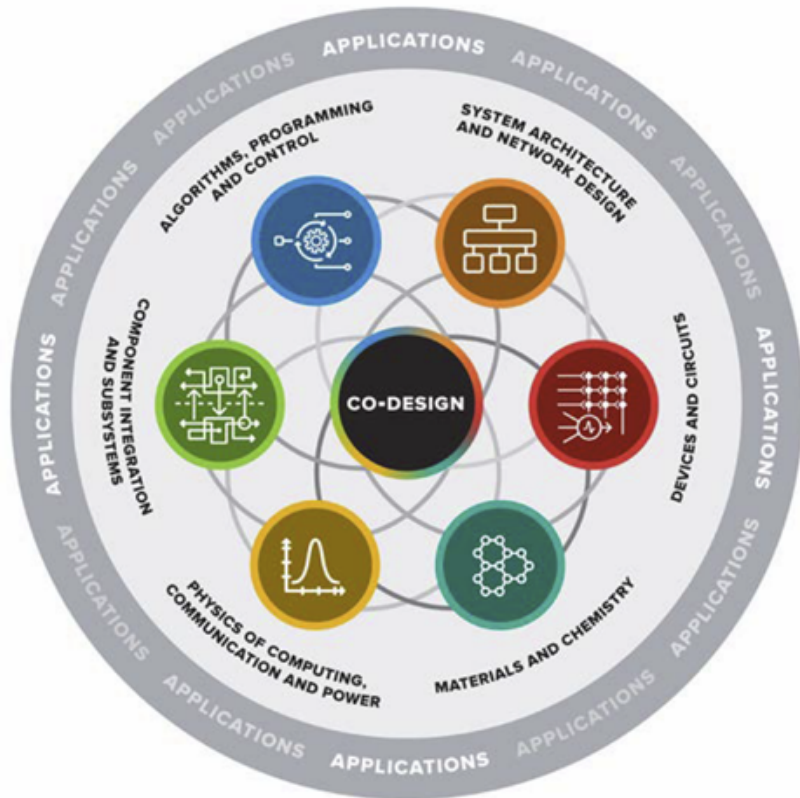 APPLICATIONS
APPLICATIONS
APPLICATIONS
APPLICATIONS
APPLICATIONS
APPLICATIONS
APPLICATIONS
APPLICATIONS
APPLICATIONS
APPLICATIONS
APPLICATIONS
APPLICATIONS
ALGORITHMS, PROGRAMMING
AND CONTROL
SYSTEM ARCHITECTURE
AND NETWORK DESIGN
COMPONENT INTEGRATION
AND SUBSYSTEMS
CO-DESIGN
DEVICES AND CIRCUITS
PHYSICS OF COMPUTING,
COMMUNICATION AND POWER
MATERIALS AND CHEMISTRY